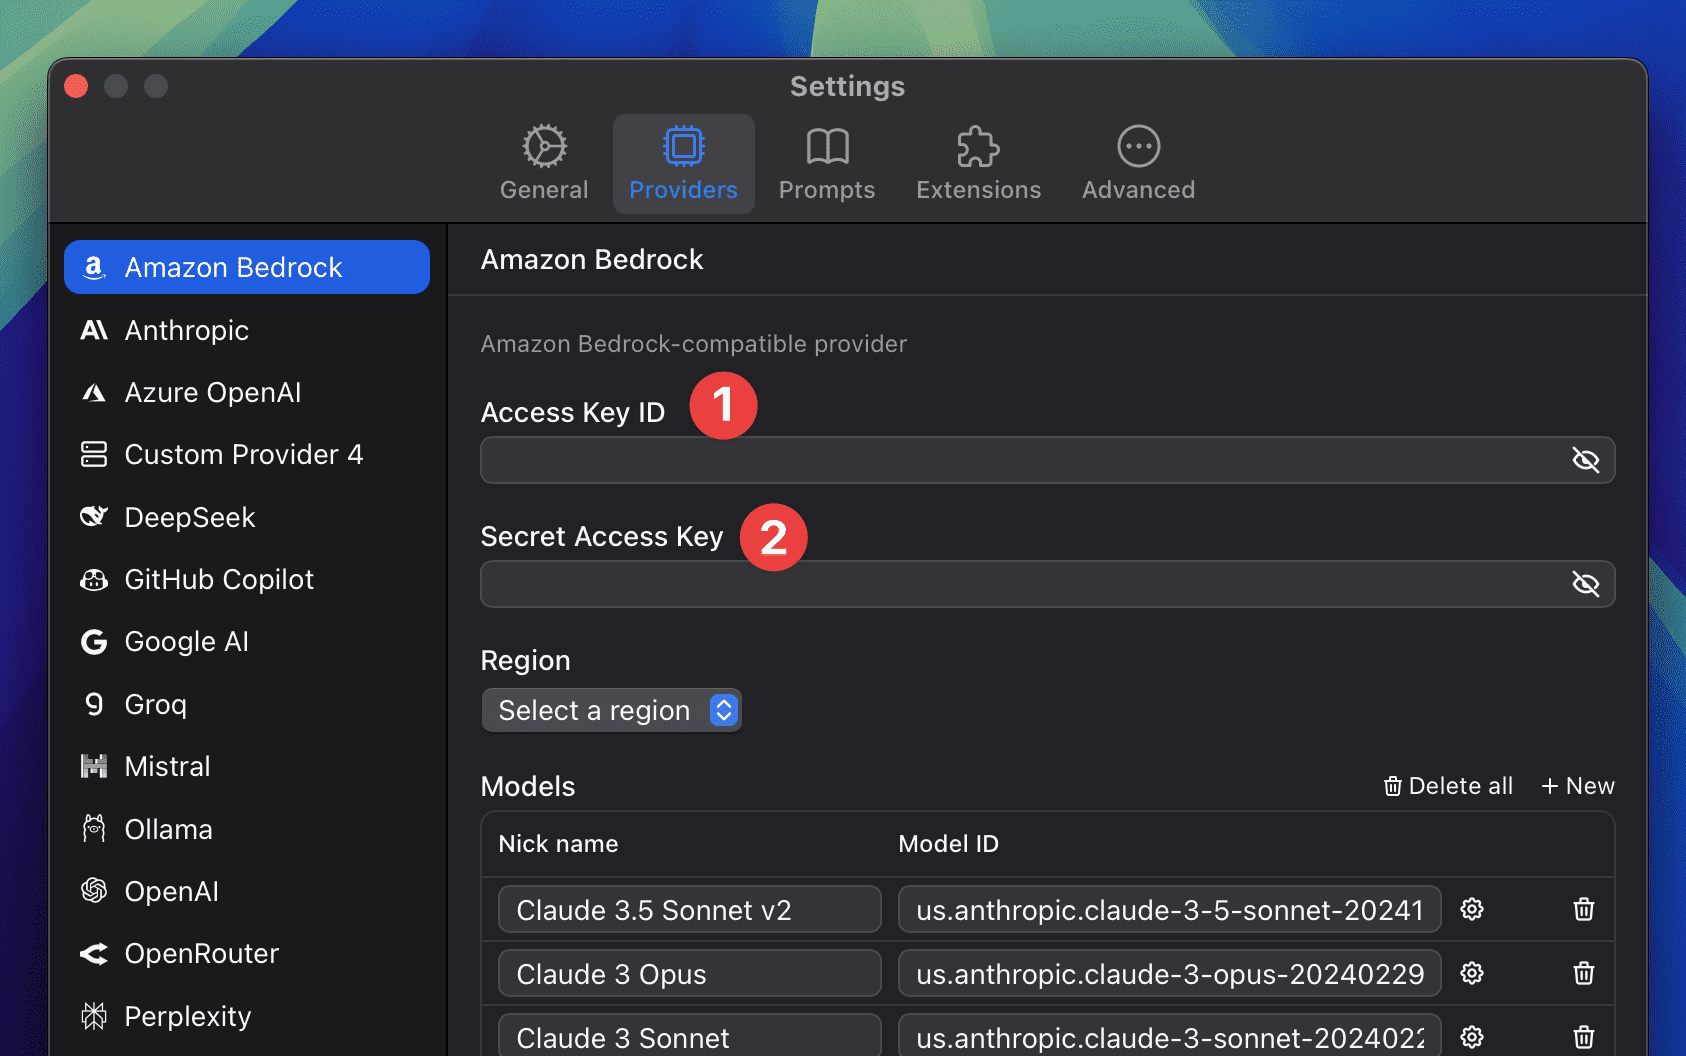 Settings
General
Providers
Prompts
Extensions
Advanced
Amazon Bedrock
Anthropic
Azure OpenAI
Custom Provider 4
DeepSeek
GitHub Copilot
Google AI
Groq
Mistral
Ollama
OpenAI
OpenRouter
Perplexity
Amazon Bedrock
Amazon Bedrock-compatible provider
Access Key ID 1
Secret Access Key 2
Region
Select a region
Models
Delete all
+ New
Nick name Model ID
Claude 3.5 Sonnet v2 us.anthropic.claude-3-5-sonnet-20241
Claude 3 Opus us.anthropic.claude-3-opus-20240229
Claude 3 Sonnet us.anthropic.claude-3-sonnet-2024022